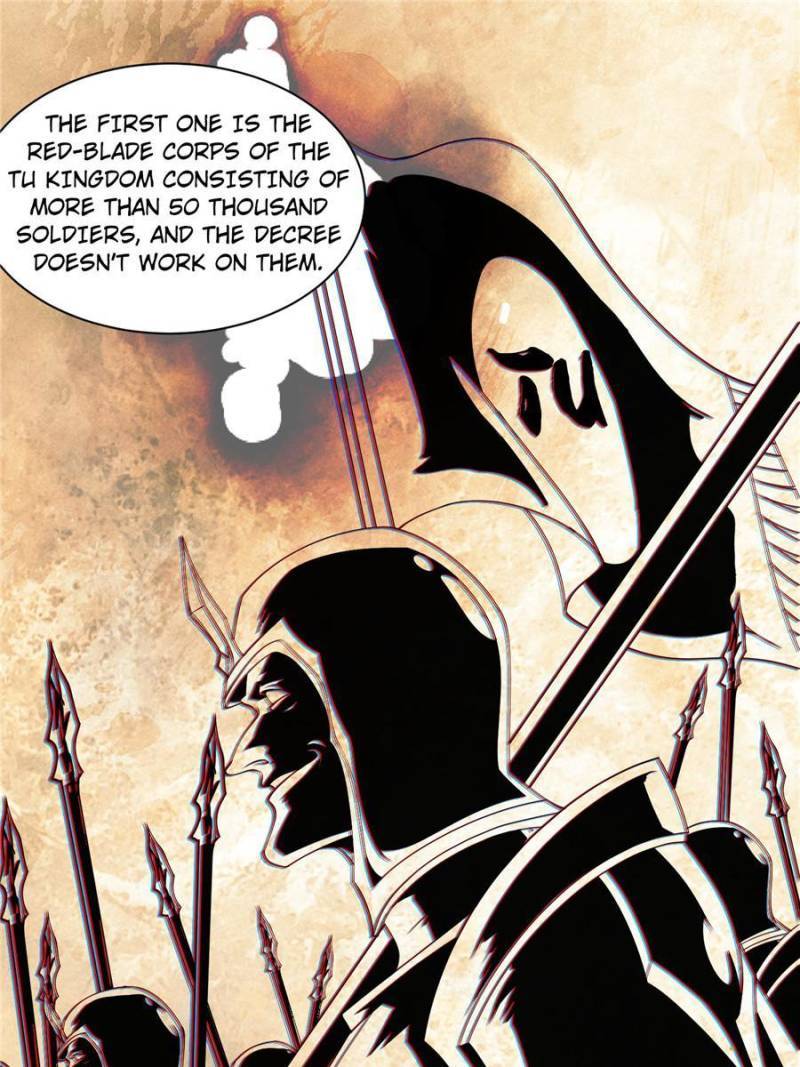 THE FIRST ONE IS THE
RED-BLADE CORPS OF THE
TU KINGDOM CONSISTING OF
MORE THAN 50 THOUSAND
SOLDIERS, AND THE DECREE
DOESN'T WORK ON THEM.
TU